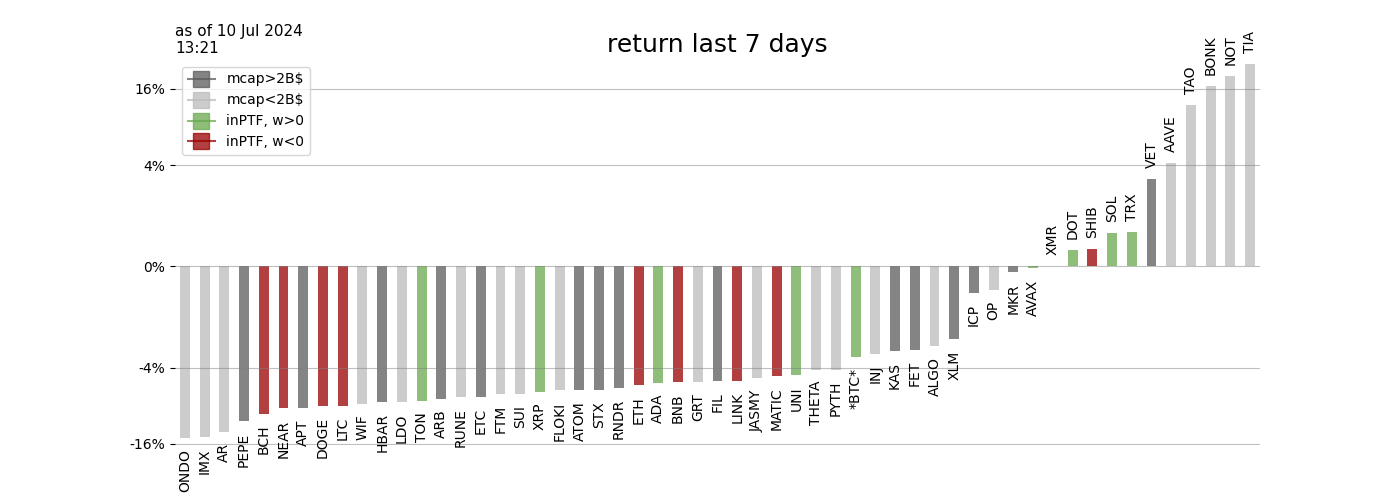 as of 10 Jul 2024
13:21
return last 7 days
mcap>2B$
mcap<2B$
inPTF, w>0
inPTF, w<0
16%
4%
0%
-4%
-16%
ONDO
IMX
AR
PEPE
BCH
NEAR
APT
DOGE
LTC
WIF
HBAR
LDO
TON
ARB
RUNE
ETC
FTM
SUI
XRP
FLOKI
ATOM
STX
RNDR
ETH
ADA
BNB
GRT
FIL
LINK
JASMY
MATIC
UNI
THETA
PYTH
*BTC*
INJ
KAS
FET
ALGO
XLM
ICP
OP
MKR
AVAX
XMR
DOT
SHIB
SOL
TRX
VET
AAVE
TAO
BONK
NOT
TIA